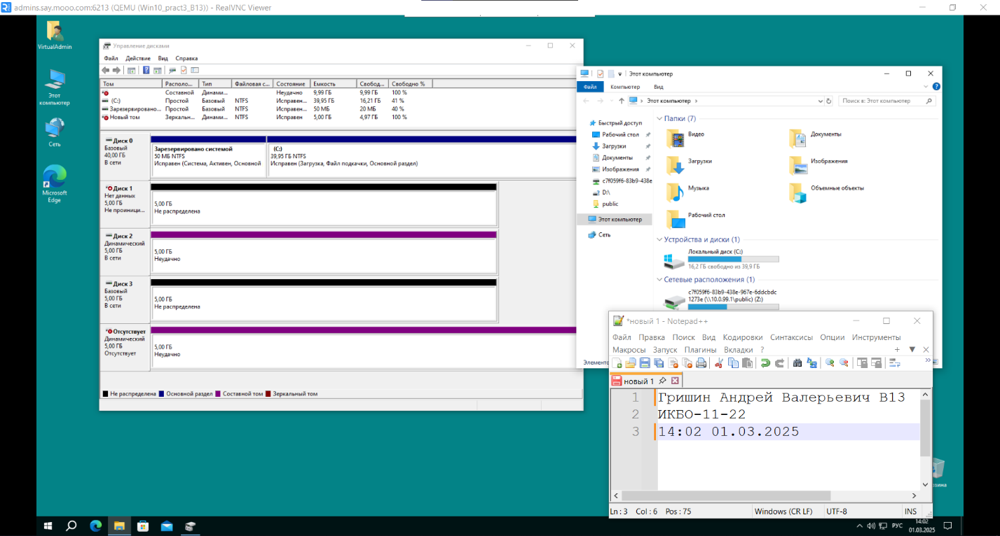 admins.say.mooo.com:6213 (QEMU (Win10_pract3_B13)) - RealVNC Viewer
VirtualAdmin
Этот компьютер
Сеть
Microsoft Edge
Управление дисками
Файл Действие Вид Справка
Том Располо... Тип Файловая с... Состояние Емкость Свобод... Свободно %
Составной Динами... Неудачно 9,99 ГБ 9,99 ГБ 100 %
(C:) Простой Базовый NTFS Исправен... 39,95 ГБ 16,21 ГБ 41 %
Зарезервировано... Простой Базовый NTFS Исправен... 50 МБ 20 МБ 40 %
Новый том Зеркальн... Динами... NTFS Исправен 5,00 ГБ 4,97 ГБ 100 %
Диск 0
Базовый
40,00 ГБ
В сети
Зарезервировано системой
50 МБ NTFS
Исправен (Система, Активен, Основной
(C:)
39,95 ГБ NTFS
Исправен (Загрузка, Файл подкачки, Основной раздел)
Диск 1
Нет данных
5,00 ГБ
Не проиници...
5,00 ГБ
Не распределена
Диск 2
Динамический
5,00 ГБ
В сети
5,00 ГБ
Неудачно
Диск 3
Базовый
5,00 ГБ
В сети
5,00 ГБ
Не распределена
Отсутствует
Динамический
5,00 ГБ
Отсутствует
5,00 ГБ
Неудачно
Не распределена Основной раздел Составной том Зеркальный том
Этот компьютер
Файл Компьютер Вид
Этот компьютер
Поиск в: Этот компьютер
Быстрый доступ
Рабочий стол
Загрузки
Документы
Изображения
c7f059f6-83b9-438e
D:\
public
Этот компьютер
Сеть
Папки (7)
Видео
Документы
Загрузки
Изображения
Музыка
Объемные объекты
Рабочий стол
Устройства и диски (1)
Локальный диск (C:)
16,2 ГБ свободно из 39,9 ГБ
Сетевые расположения (1)
c7f059f6-83b9-438e-967e-6ddcbdc
1273e (\\10.0.99.1\public) (Z:)
Элементо
*новый 1 - Notepad++
Файл Правка Поиск Вид Кодировки Синтаксисы Опции Инструменты
Макросы Запуск Плагины Вкладки ?
новый 1
1 Гришин Андрей Валерьевич В13
2 ИКБО-11-22
3 14:02 01.03.2025
Ln : 3 Col : 6 Pos : 75 Windows (CR LF) UTF-8 INS
зина
РУС
14:02
01.03.2025